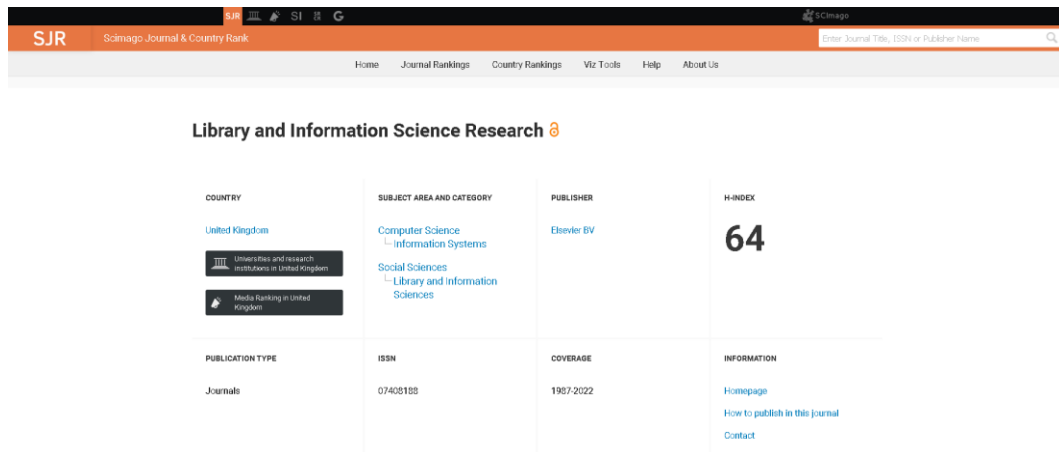 SJR SI G SCimago
SJR Scimago Journal & Country Rank Enter Journal Title, ISSN or Publisher Name
Home Journal Rankings Country Rankings Viz Tools Help About Us
Library and Information Science Research
COUNTRY
United Kingdom
Universities and research
institutions in United Kingdom
Media Ranking in United
Kingdom
SUBJECT AREA AND CATEGORY
Computer Science
Information Systems
Social Sciences
Library and Information
Sciences
PUBLISHER
Elsevier BV
H-INDEX
64
PUBLICATION TYPE
Journals
ISSN
07408188
COVERAGE
1987-2022
INFORMATION
Homepage
How to publish in this journal
Contact